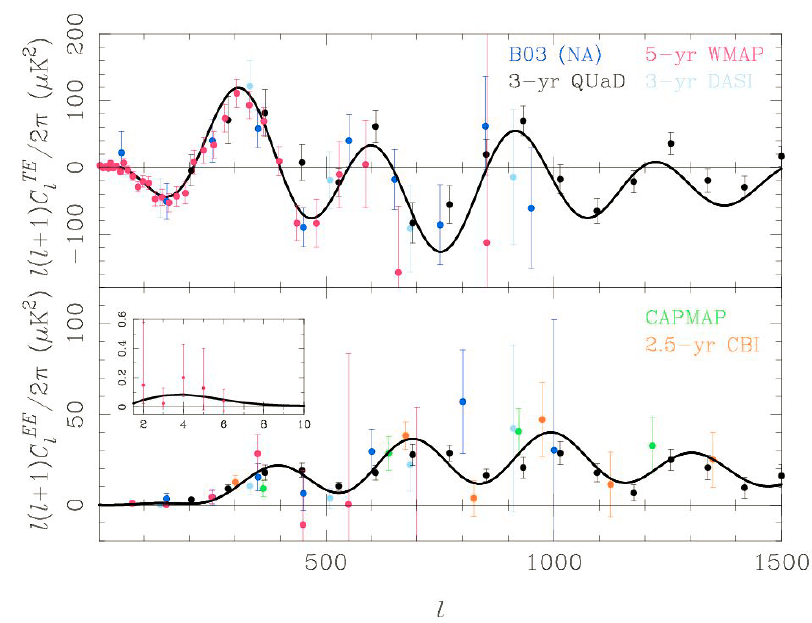 200
100
0
−100
l(l+1)C_l^{TE}/2π (μK²)
B03 (NA)
5−yr WMAP
3−yr QUaD
3−yr DASI
100
50
0
l(l+1)C_l^{EE}/2π (μK²)
CAPMAP
2.5−yr CBI
0.6
0.4
0.2
0
2 4 6 8 10
500 1000 1500
l